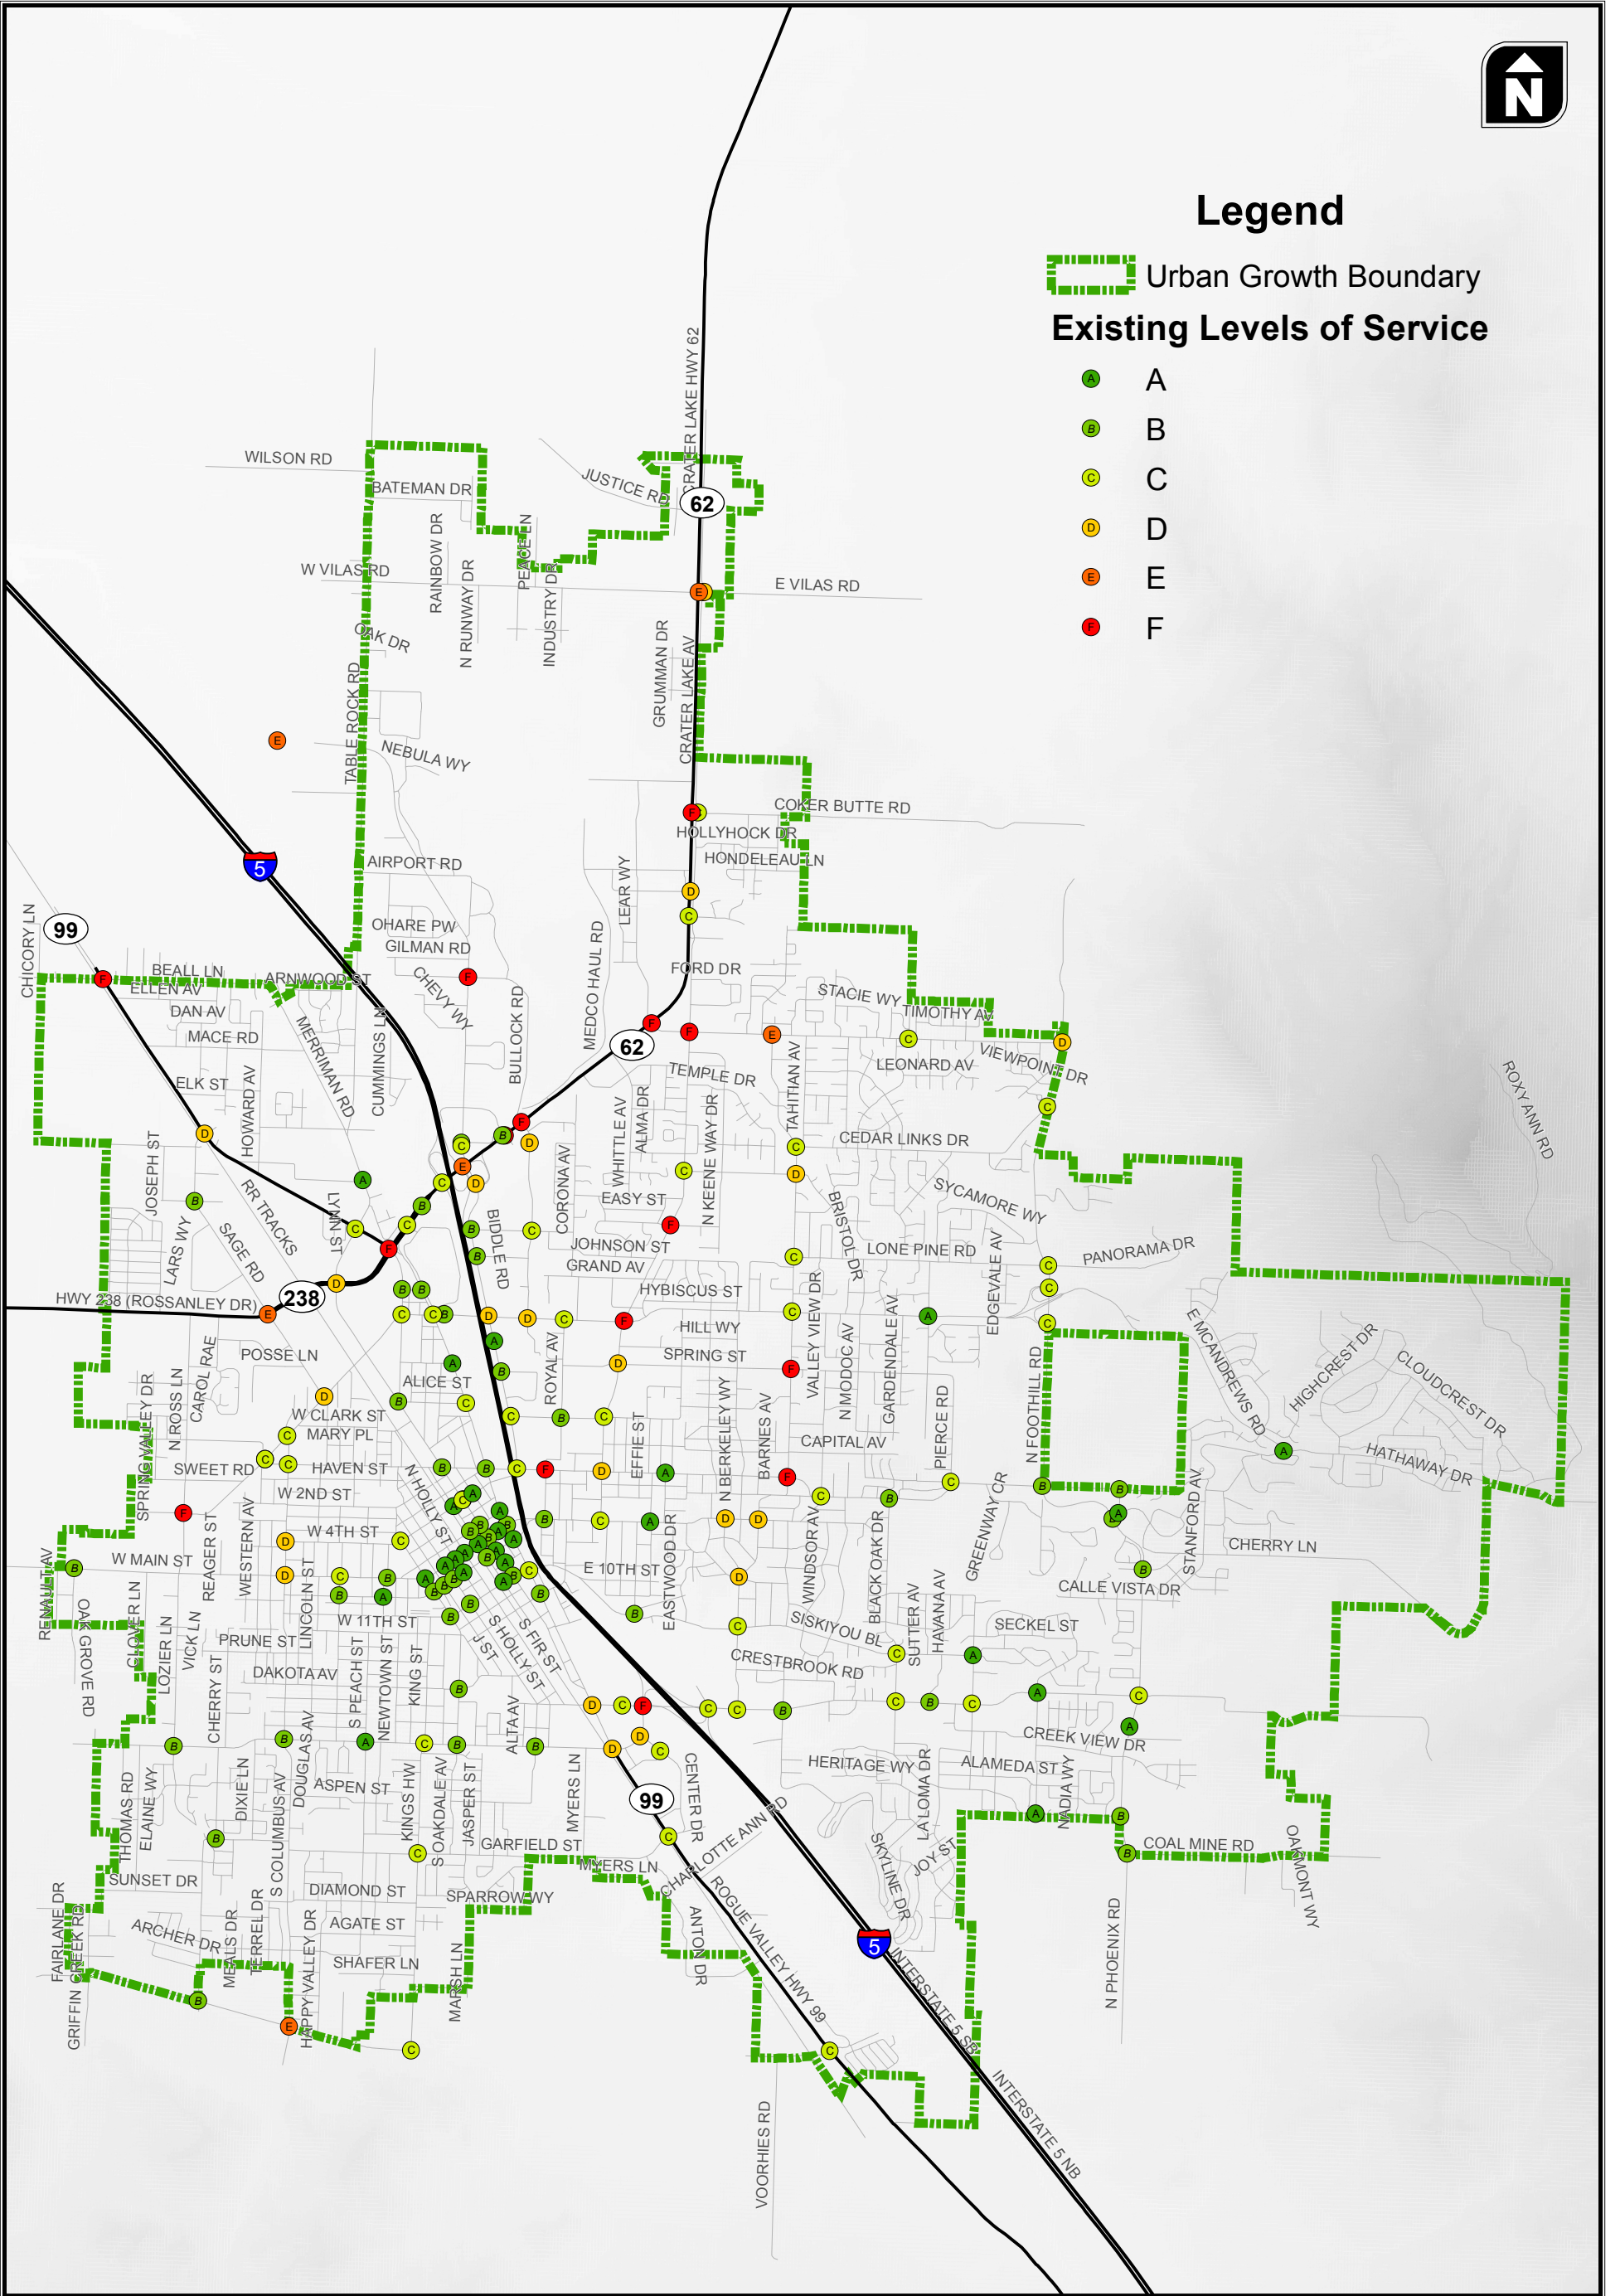 N
Legend
Urban Growth Boundary
Existing Levels of Service
A A
B B
C C
D D
E E
F F
CRATER LAKE HWY 62
WILSON RD
JUSTICE RD
BATEMAN DR
62
RAINBOW DR
PEACE LN
W VILAS RD
N RUNWAY DR
INDUSTRY DR
E VILAS RD
OAK DR
GRUMMAN DR
CRATER LAKE AV
TABLE ROCK RD
NEBULA WY
COKER BUTTE RD
HOLLYHOCK DR
HONDELEAU LN
AIRPORT RD
5
LEAR WY
CHICORY LN
99
OHARE PW
GILMAN RD
MEDCO HAUL RD
FORD DR
BEALL LN
ARNWOOD ST
ELLEN AV
CHEVY WY
STACIE WY
DAN AV
TIMOTHY AV
MACE RD
MERRIMAN RD
CUMMINGS LN
BULLOCK RD
62
VIEWPOINT DR
LEONARD AV
TEMPLE DR
TAHITIAN AV
ELK ST
HOWARD AV
ROXY ANN RD
WHITTLE AV
ALMA DR
N KEENE WAY DR
CEDAR LINKS DR
JOSEPH ST
CORONA AV
RR TRACKS
LYNN ST
EASY ST
SYCAMORE WY
BRISTOL DR
LARS WY
SAGE RD
BIDDLE RD
JOHNSON ST
LONE PINE RD
EDGEVALE AV
PANORAMA DR
GRAND AV
HYBISCUS ST
HWY 238 (ROSSANLEY DR)
238
VALLEY VIEW DR
HILL WY
GARDENDALE AV
N MODOC AV
E MCANDREWS RD
HIGHCREST DR
POSSE LN
SPRING ST
CAROL RAE
ROYAL AV
N FOOTHILL RD
CLOUDCREST DR
N ROSS LN
ALICE ST
SPRING VALLEY DR
W CLARK ST
MARY PL
EFFIE ST
N BERKELEY WY
BARNES AV
PIERCE RD
CAPITAL AV
HATHAWAY DR
SWEET RD
HAVEN ST
N HOLLY ST
W 2ND ST
GREENWAY CR
STANFORD AV
W 4TH ST
REAGER ST
WESTERN AV
EASTWOOD DR
WINDSOR AV
BLACK OAK DR
CHERRY LN
W MAIN ST
RENAULT AV
E 10TH ST
CALLE VISTA DR
LINCOLN ST
CLOVER LN
OAK GROVE RD
W 11TH ST
SISKIYOU BL
SUTTER AV
HAVANA AV
SECKEL ST
LOZIER LN
VICK LN
PRUNE ST
S PEACH ST
NEWTOWN ST
KING ST
J ST
S HOLLY ST
S FIR ST
CHERRY ST
DAKOTA AV
CRESTBROOK RD
ALTA AV
DOUGLAS AV
CREEK VIEW DR
HERITAGE WY
ALAMEDA ST
THOMAS RD
ELAINE WY
DIXIE LN
S COLUMBUS AV
ASPEN ST
KINGS HW
S OAKDALE AV
JASPER ST
MYERS LN
99
CENTER DR
CHARLOTTE ANN RD
LA LOMA DR
NADIA WY
GARFIELD ST
MYERS LN
SKYLINE DR
JOY ST
COAL MINE RD
OAKMONT WY
SUNSET DR
DIAMOND ST
SPARROW WY
FAIRLANE DR
GRIFFIN CREEK RD
ARCHER DR
MEALS DR
TERREL DR
HAPPY VALLEY DR
AGATE ST
SHAFER LN
MARSH LN
ANTON DR
ROGUE VALLEY HWY 99
5
INTERSTATE 5 SB
N PHOENIX RD
INTERSTATE 5 NB
VOORHIES RD